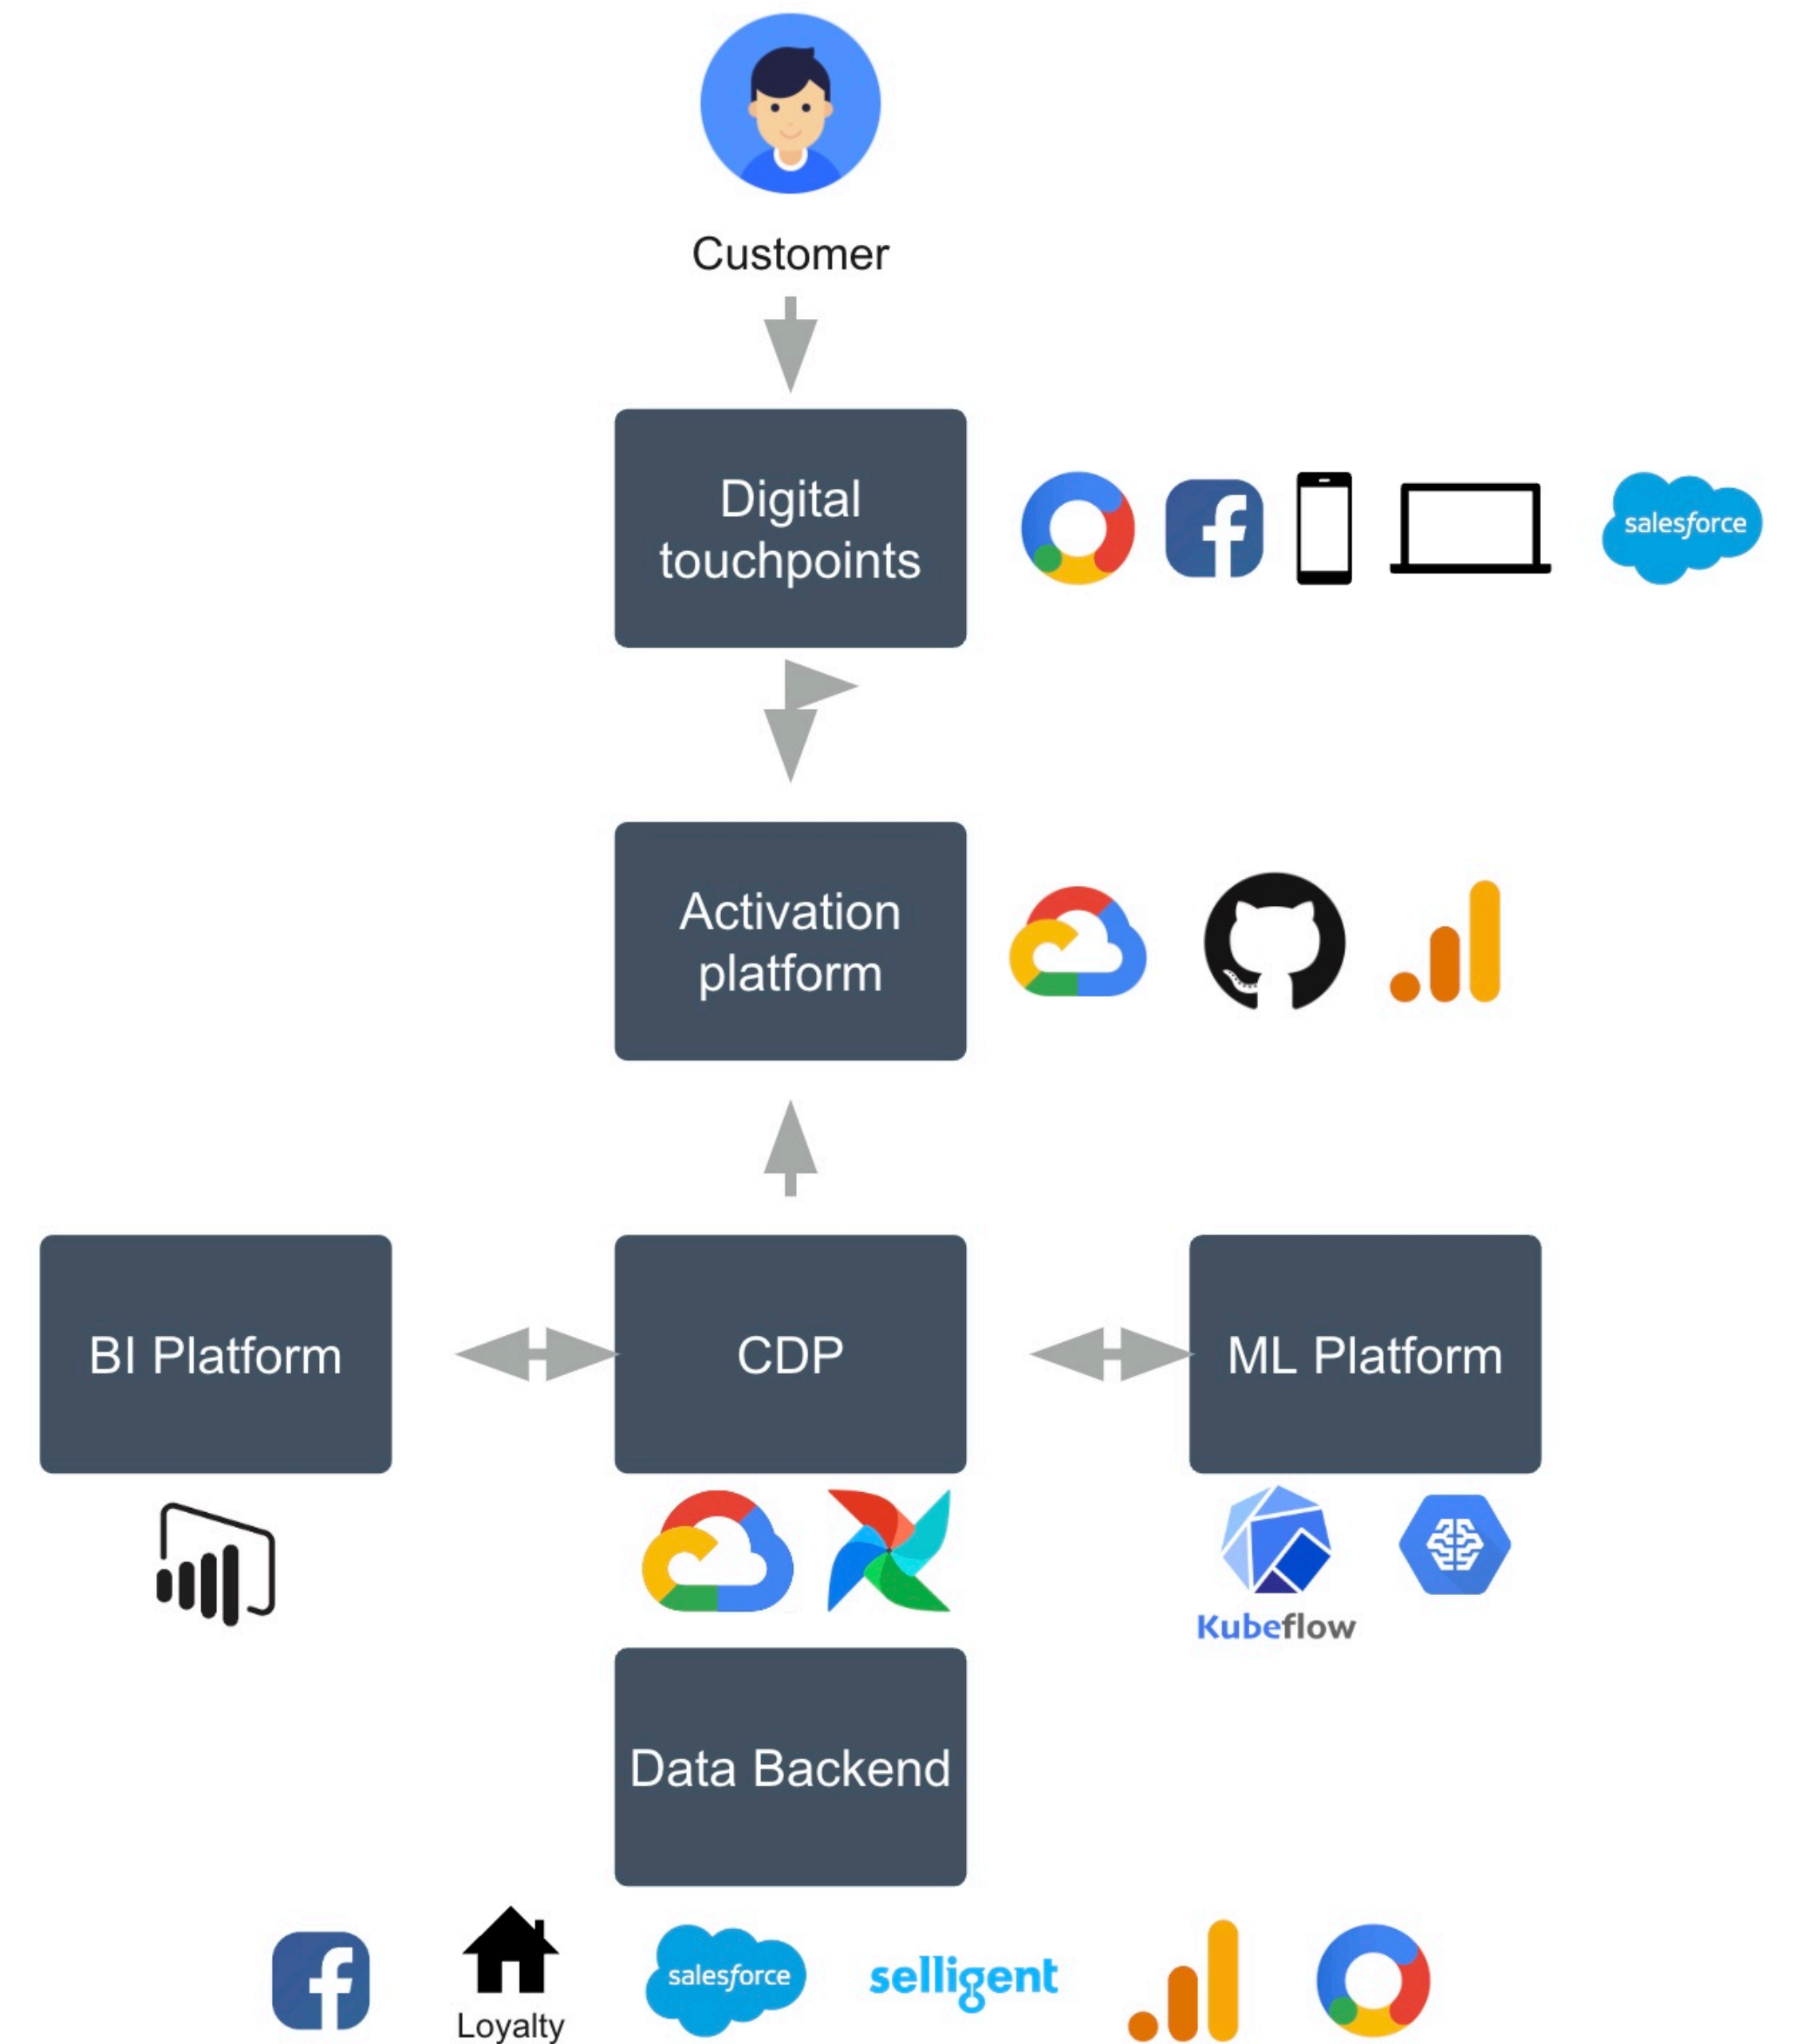 Customer
Digital
touchpoints
salesforce
Activation
platform
BI Platform
CDP
ML Platform
Kubeflow
Data Backend
Loyalty
salesforce
selligent